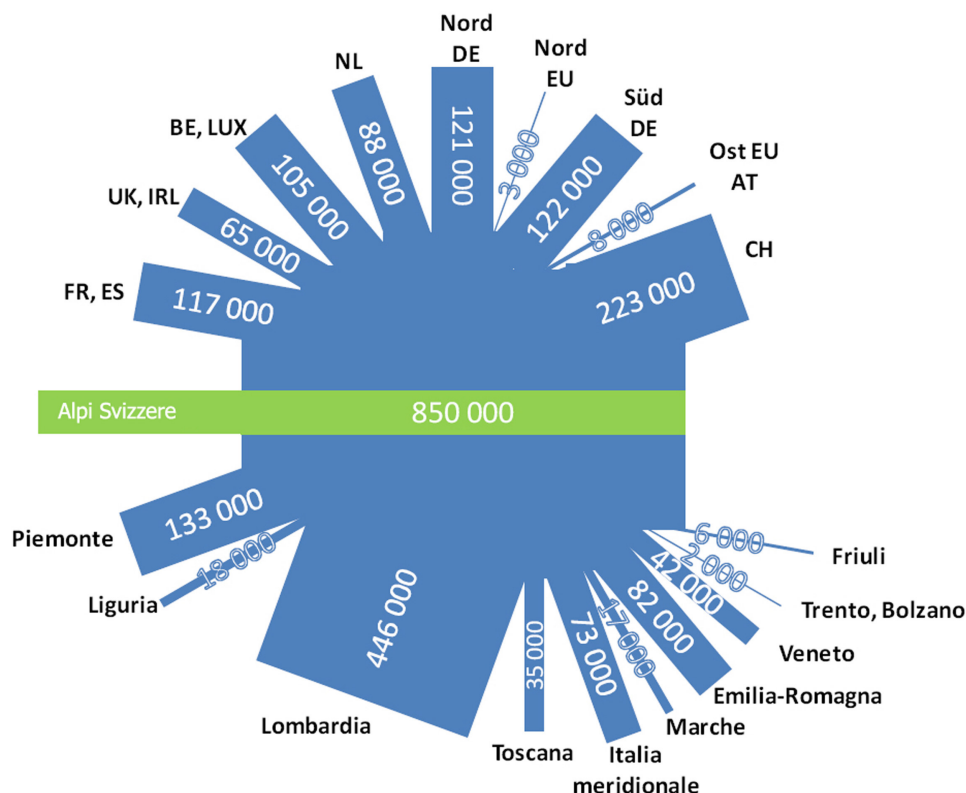 Nord
DE
Nord
EU
NL
Süd
DE
BE, LUX
Ost EU
AT
UK, IRL
CH
FR, ES
121 000
3 000
88 000
122 000
105 000
8 000
65 000
223 000
117 000
Alpi Svizzere
850 000
133 000
Piemonte
18 000
Liguria
446 000
Lombardia
35 000
Toscana
73 000
Italia
meridionale
17 000
Marche
82 000
Emilia-Romagna
42 000
Veneto
2 000
Trento, Bolzano
6 000
Friuli